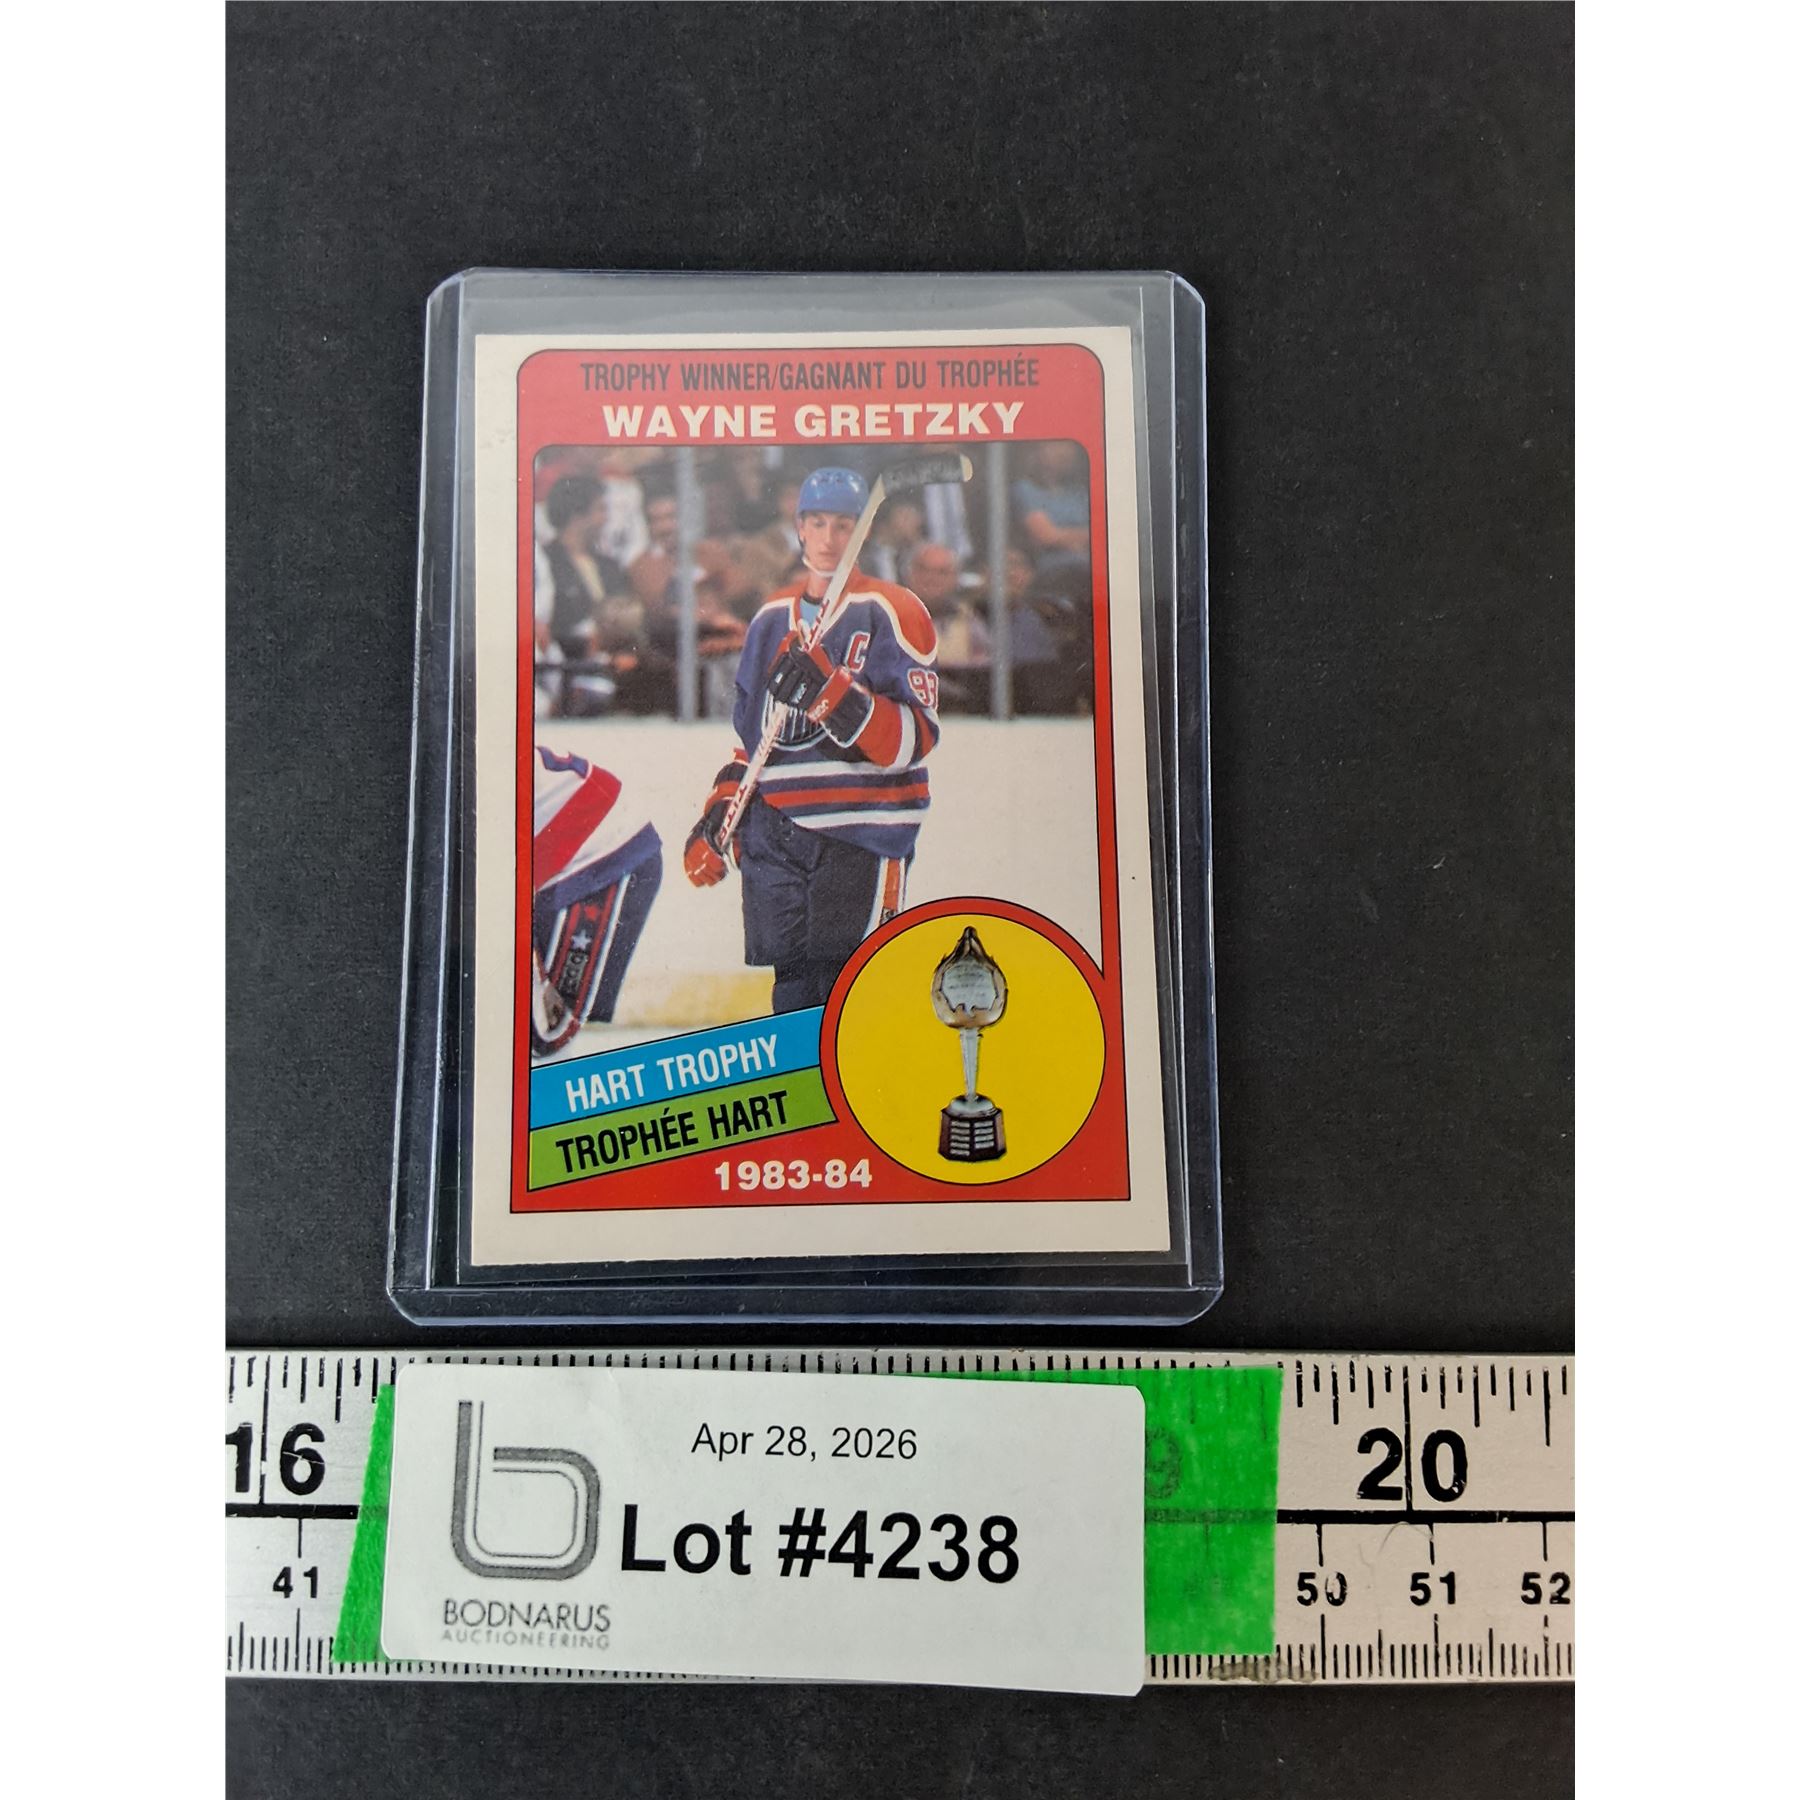 TROPHY WINNER/GAGNANT DU TROPHÉE
WAYNE GRETZKY
C
99
HART TROPHY
TROPHÉE HART
1983-84
16
20
Apr 28, 2026
Lot #4238
BODNARUS
AUCTIONEERING
41
50
51
52